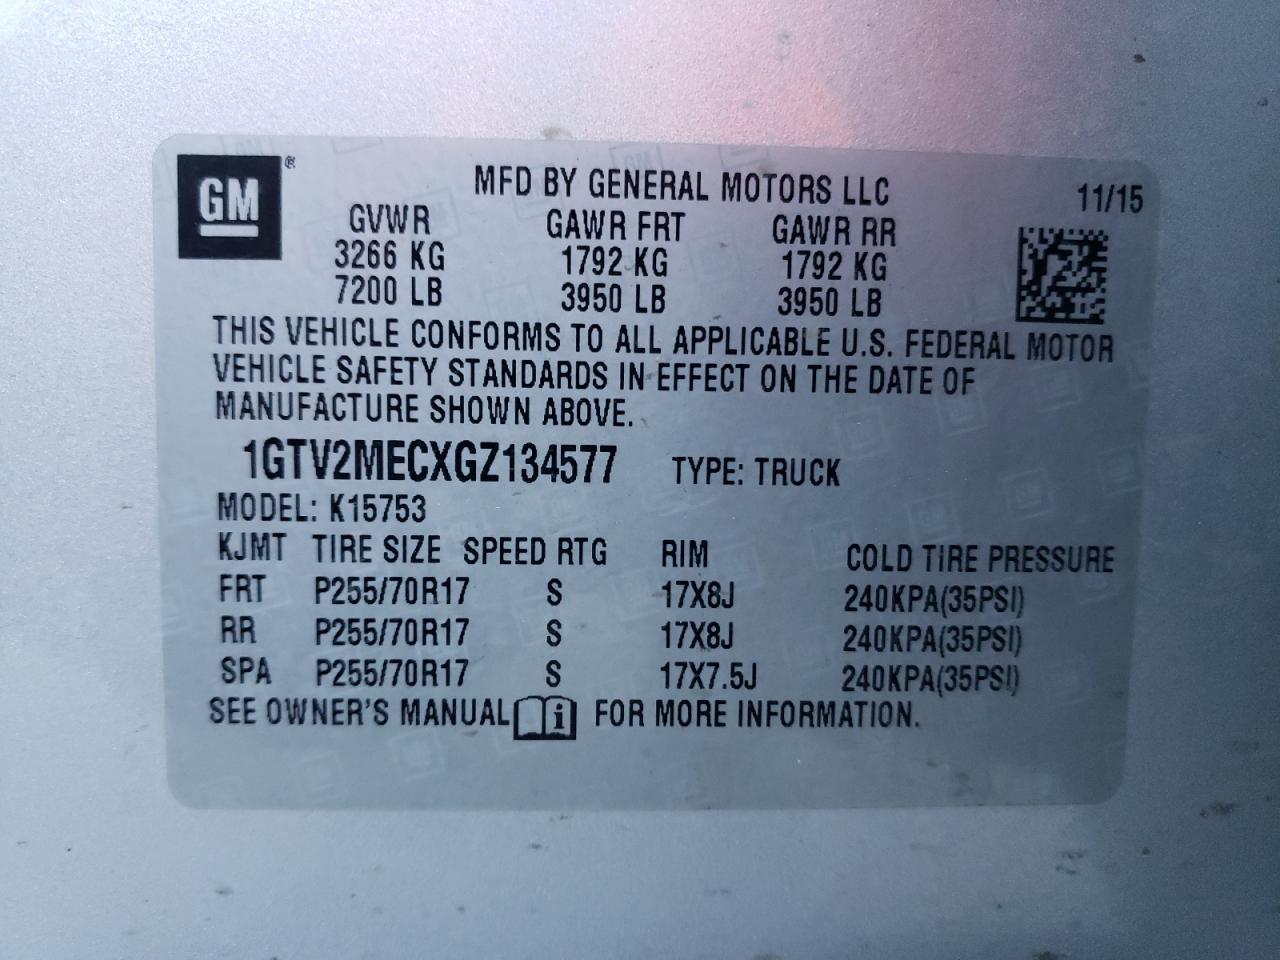 GM ®
MFD BY GENERAL MOTORS LLC 11/15
GVWR GAWR FRT GAWR RR
3266 KG 1792 KG 1792 KG
7200 LB 3950 LB 3950 LB
THIS VEHICLE CONFORMS TO ALL APPLICABLE U.S. FEDERAL MOTOR
VEHICLE SAFETY STANDARDS IN EFFECT ON THE DATE OF
MANUFACTURE SHOWN ABOVE.
1GTV2MECXGZ134577 TYPE: TRUCK
MODEL: K15753
KJMT TIRE SIZE SPEED RTG RIM COLD TIRE PRESSURE
FRT P255/70R17 S 17X8J 240KPA(35PSI)
RR P255/70R17 S 17X8J 240KPA(35PSI)
SPA P255/70R17 S 17X7.5J 240KPA(35PSI)
SEE OWNER'S MANUAL i FOR MORE INFORMATION.